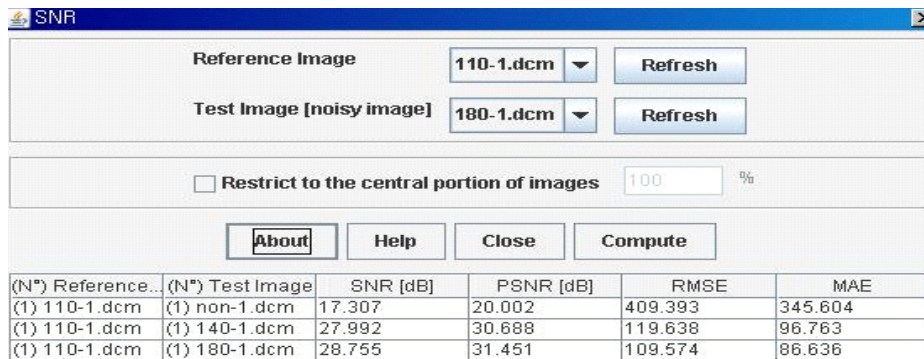 SNR
Reference Image 110-1.dcm Refresh
Test Image [noisy image] 180-1.dcm Refresh
Restrict to the central portion of images 100 %
About Help Close Compute
(N°) Reference... (N°) Test Image SNR [dB] PSNR [dB] RMSE MAE
(1) 110-1.dcm (1) non-1.dcm 17.307 20.002 409.393 345.604
(1) 110-1.dcm (1) 140-1.dcm 27.992 30.688 119.638 96.763
(1) 110-1.dcm (1) 180-1.dcm 28.755 31.451 109.574 86.636